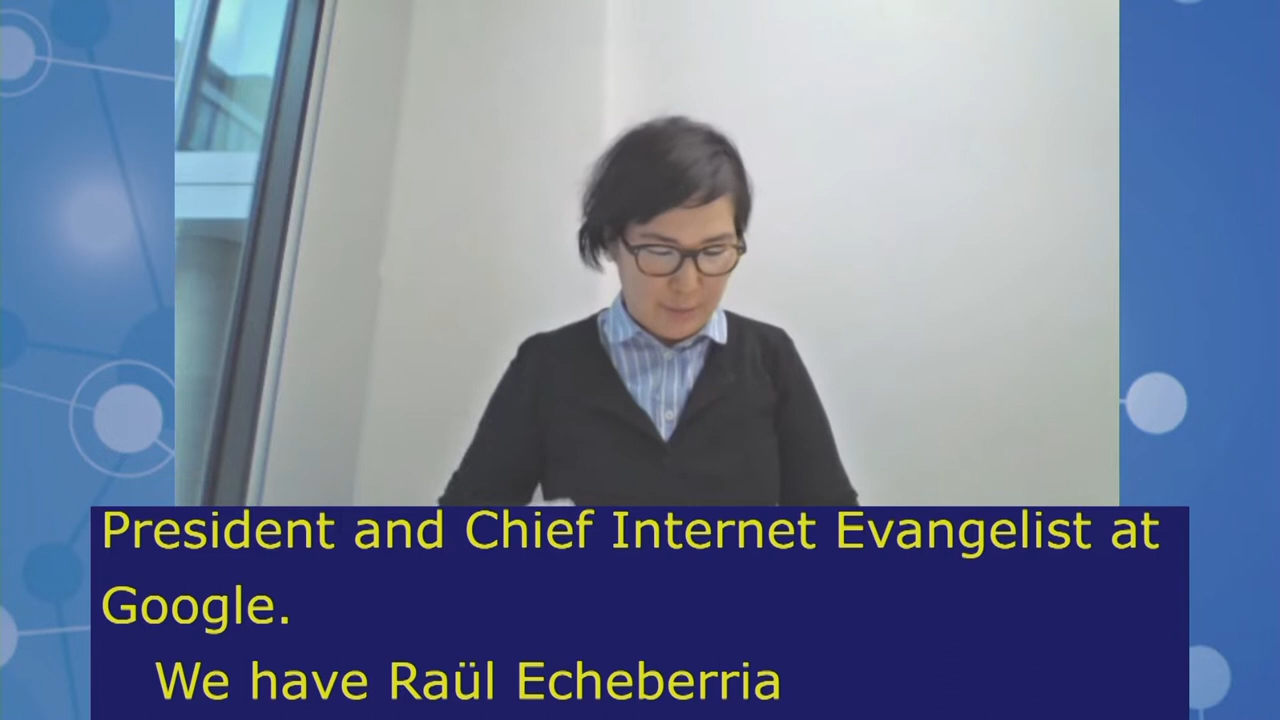 President and Chief Internet Evangelist at
Google.
We have Raül Echeberria